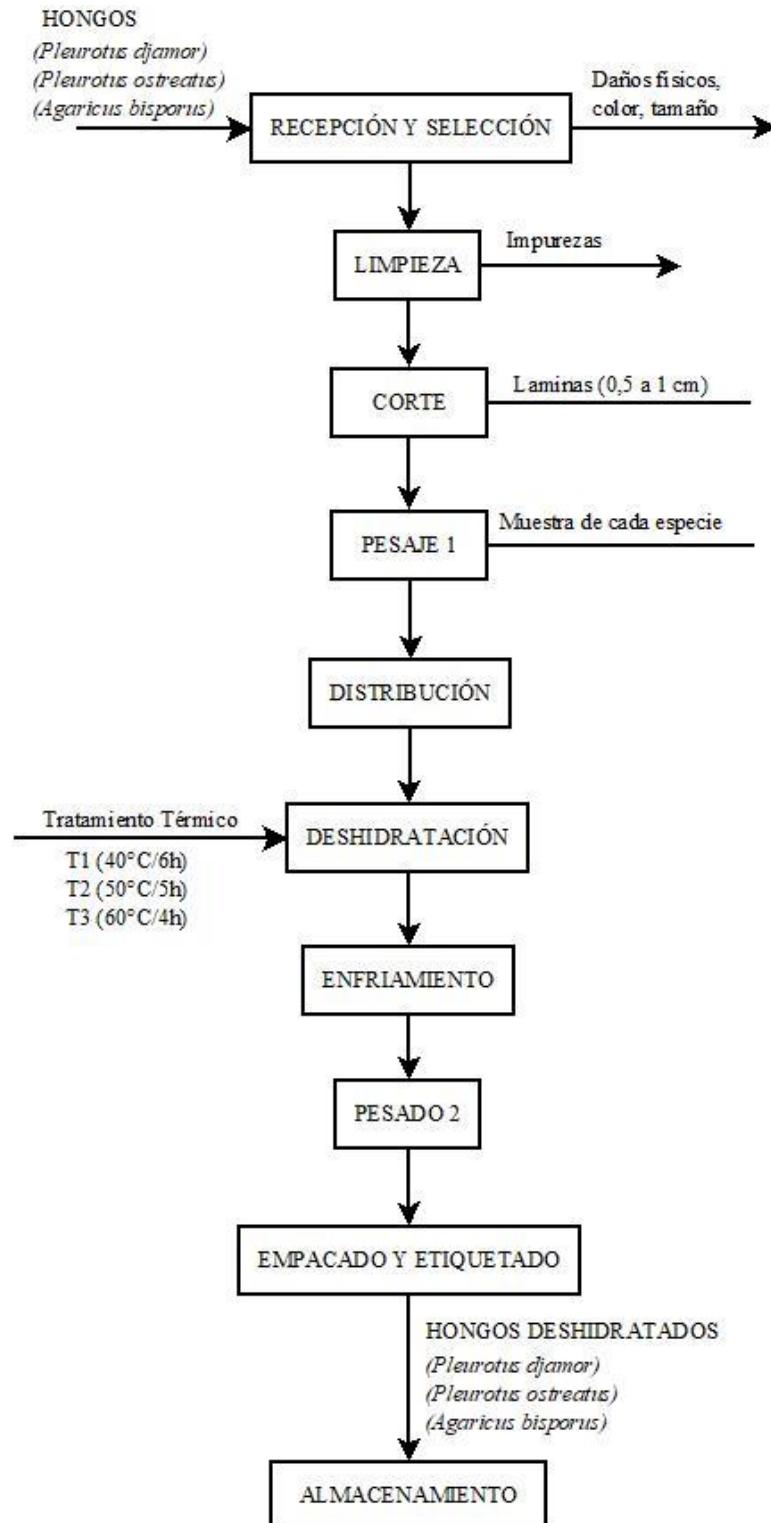 HONGOS
(Pleurotus djamor)
(Pleurotus ostreatus)
(Agaricus bisporus)
Daños físicos,
color, tamaño
RECEPCIÓN Y SELECCIÓN
Impurezas
LIMPIEZA
Laminas (0,5 a 1 cm)
CORTE
Muestra de cada especie
PESAJE 1
DISTRIBUCIÓN
Tratamiento Térmico
DESHIDRATACIÓN
T1 (40°C/6h)
T2 (50°C/5h)
T3 (60°C/4h)
ENFRIAMIENTO
PESADO 2
EMPACADO Y ETIQUETADO
HONGOS DESHIDRATADOS
(Pleurotus djamor)
(Pleurotus ostreatus)
(Agaricus bisporus)
ALMACENAMIENTO